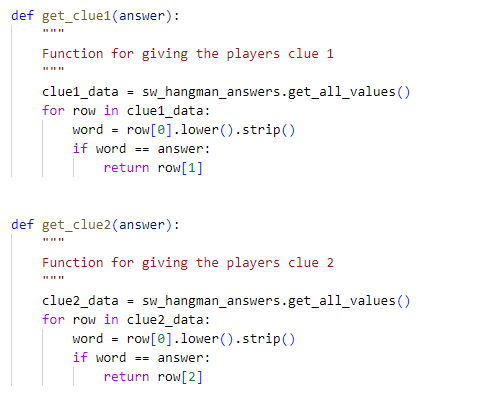 def get_clue1(answer):
    """
    Function for giving the players clue 1
    """
    clue1_data = sw_hangman_answers.get_all_values()
    for row in clue1_data:
        word = row[0].lower().strip()
        if word == answer:
            return row[1]
def get_clue2(answer):
    """
    Function for giving the players clue 2
    """
    clue2_data = sw_hangman_answers.get_all_values()
    for row in clue2_data:
        word = row[0].lower().strip()
        if word == answer:
            return row[2]